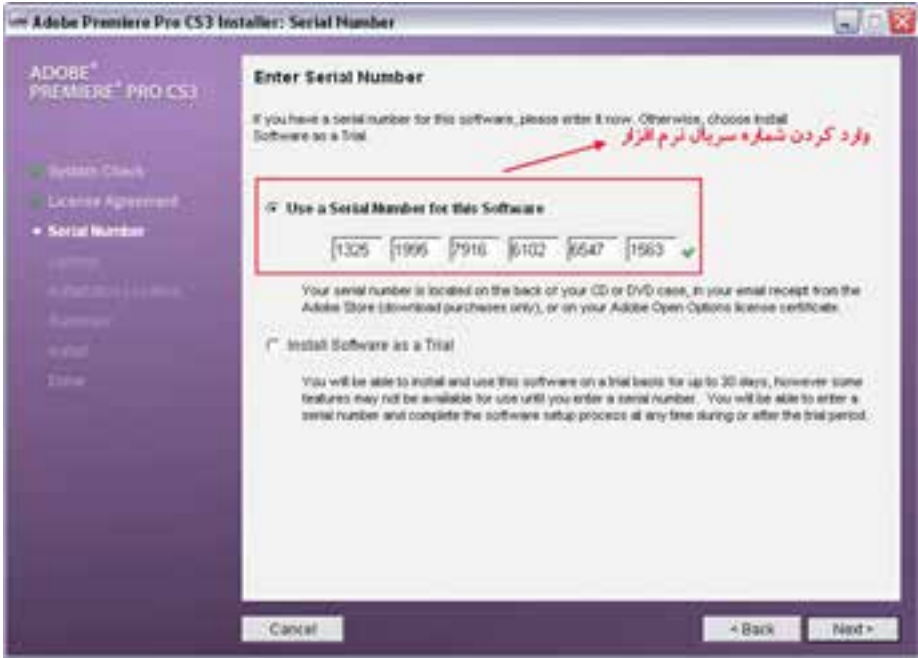 Adobe Premiere Pro CS3 Installer: Serial Number
ADOBE®
PREMIERE® PRO CS3
System Check
License Agreement
Serial Number
Installation Location
Summary
Install
Done
Enter Serial Number
If you have a serial number for this software, please enter it now. Otherwise, choose Install
Software as a Trial.
وارد کردن شماره سریال نرم افزار
Use a Serial Number for this Software
1325 1995 7916 6102 6547 1563
Your serial number is located on the back of your CD or DVD case, in your email receipt from the
Adobe Store (download purchases only), or on your Adobe Open Options license certificate.
Install Software as a Trial
You will be able to install and use this software on a trial basis for up to 30 days, however some
features may not be available for use until you enter a serial number. You will be able to enter a
serial number and complete the software setup process at any time during or after the trial period.
Cancel
< Back
Next >